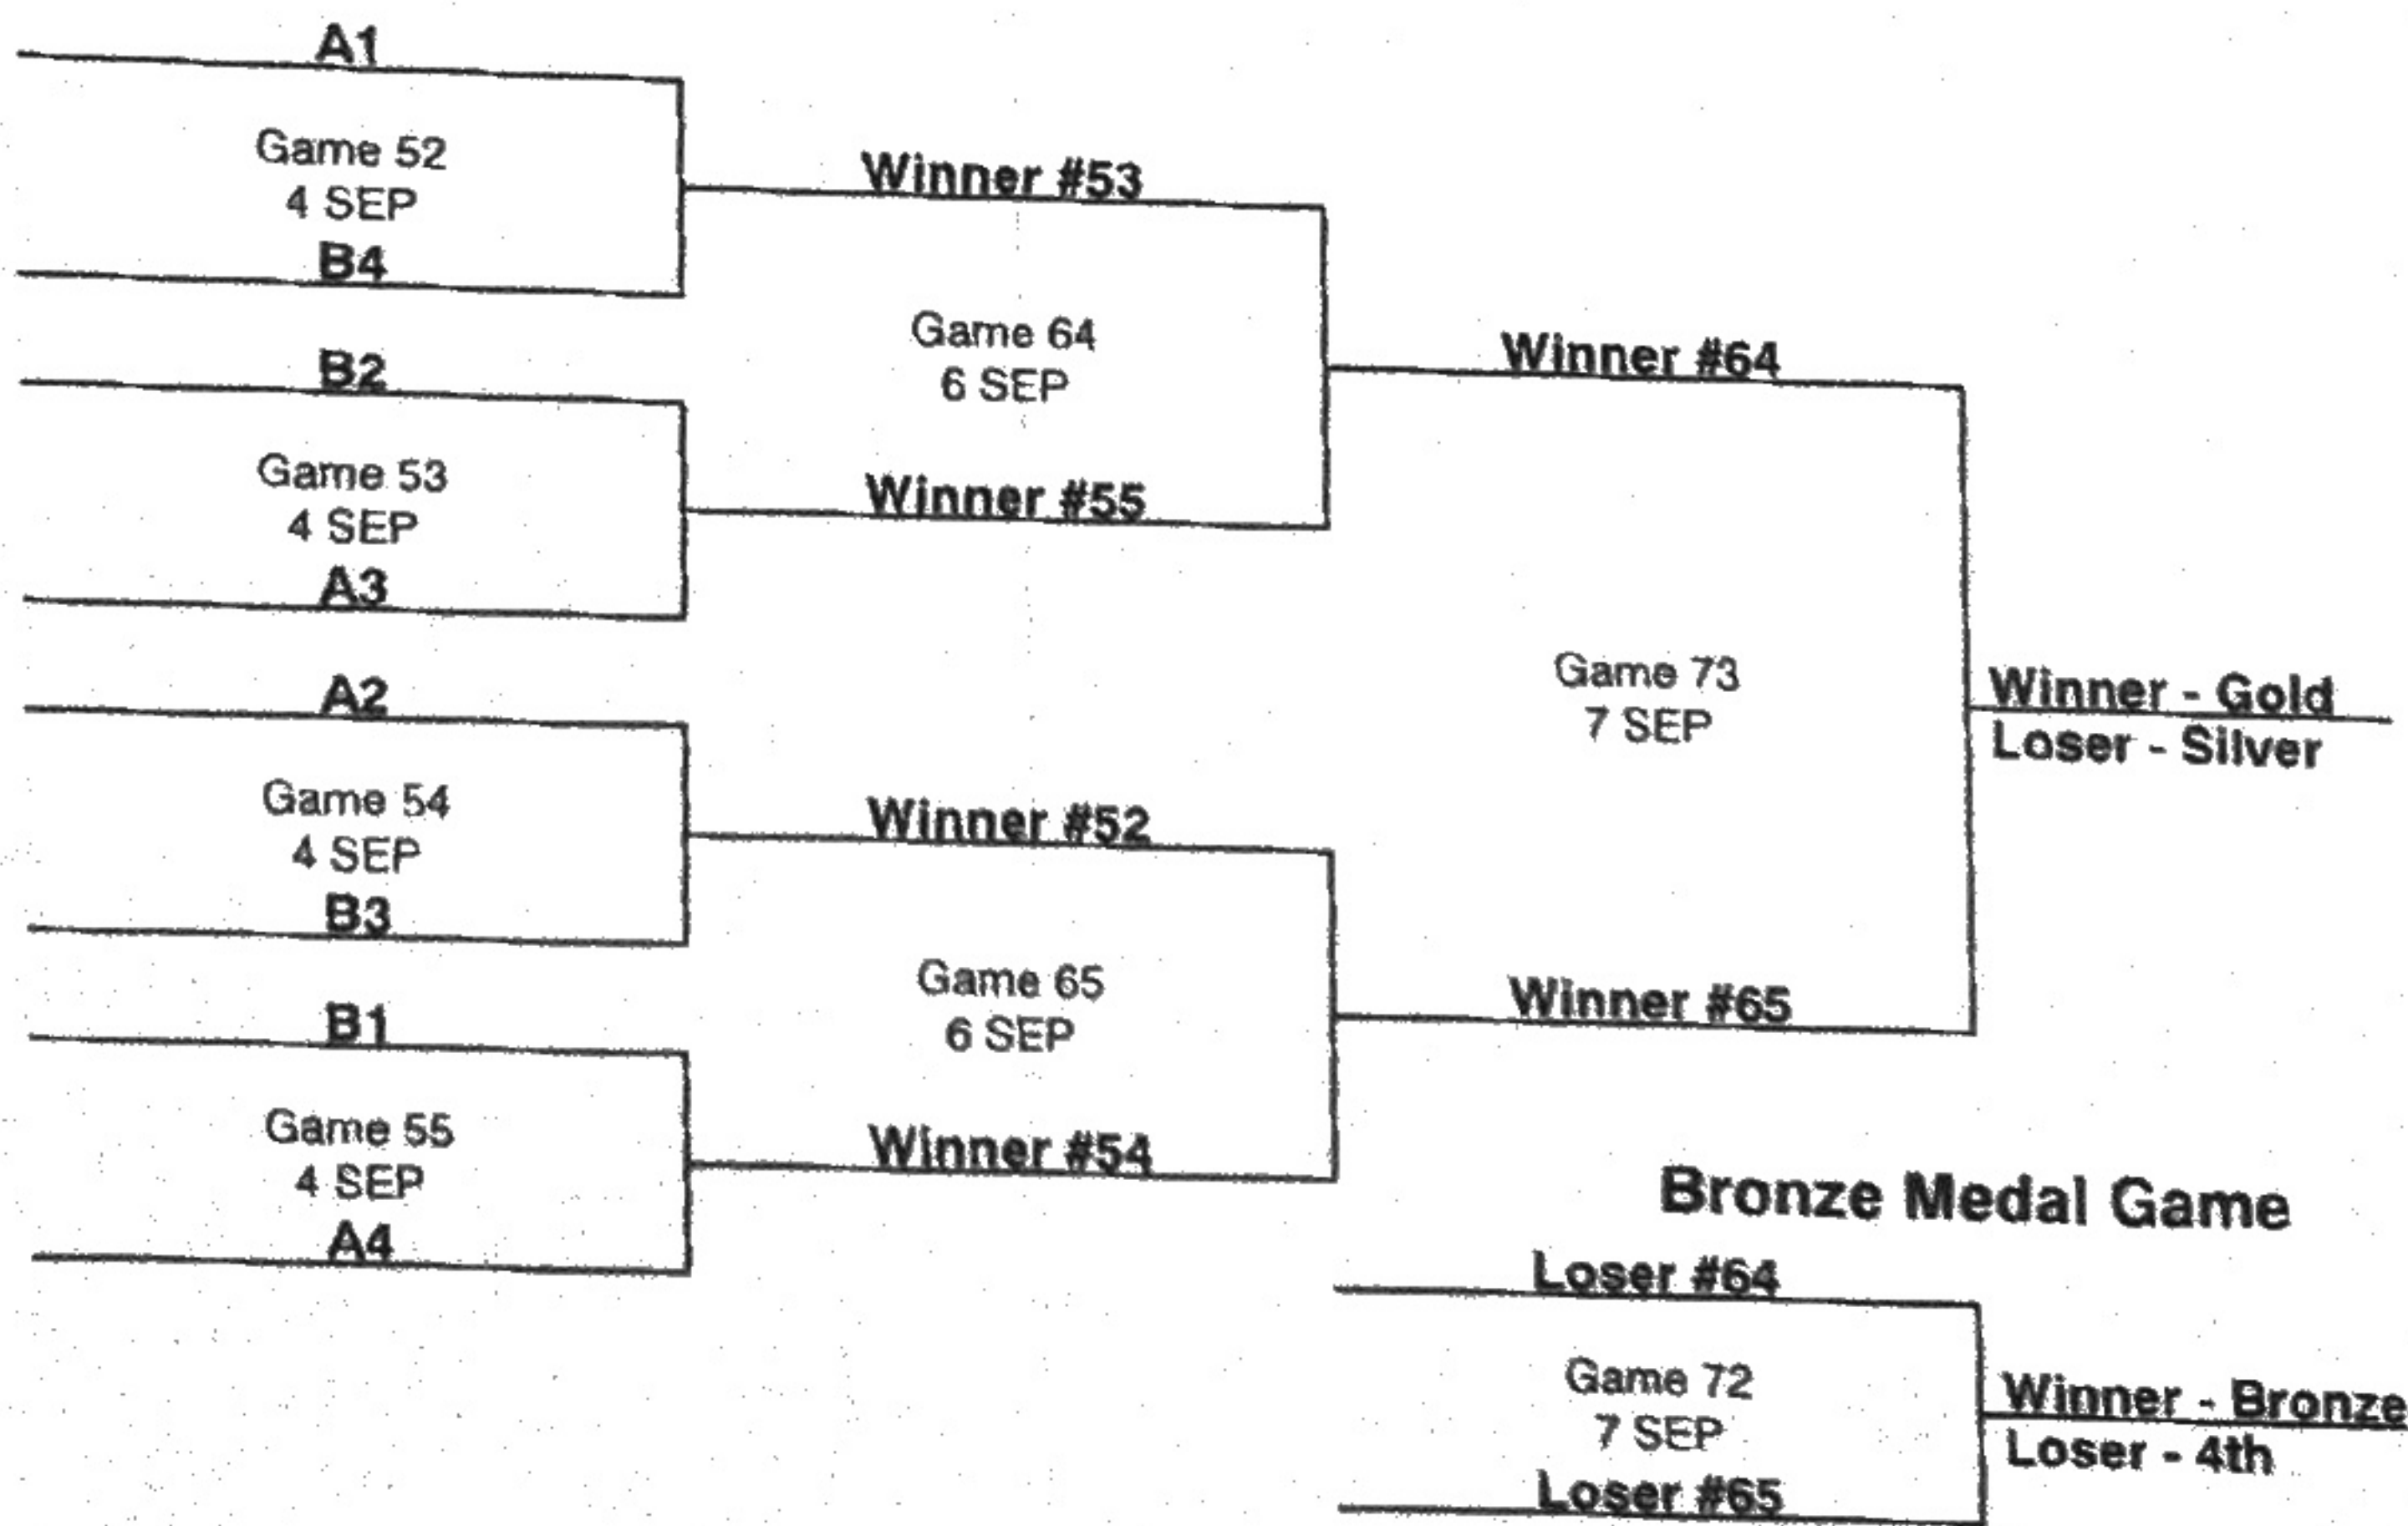 A1
Game 52
4 SEP
B4
B2
Game 53
4 SEP
A3
A2
Game 54
4 SEP
B3
B1
Game 55
4 SEP
A4
Winner #53
Game 64
6 SEP
Winner #55
Winner #52
Game 65
6 SEP
Winner #54
Winner #64
Game 73
7 SEP
Winner #65
Winner - Gold
Loser - Silver
Bronze Medal Game
Loser #64
Game 72
7 SEP
Loser #65
Winner - Bronze
Loser - 4th